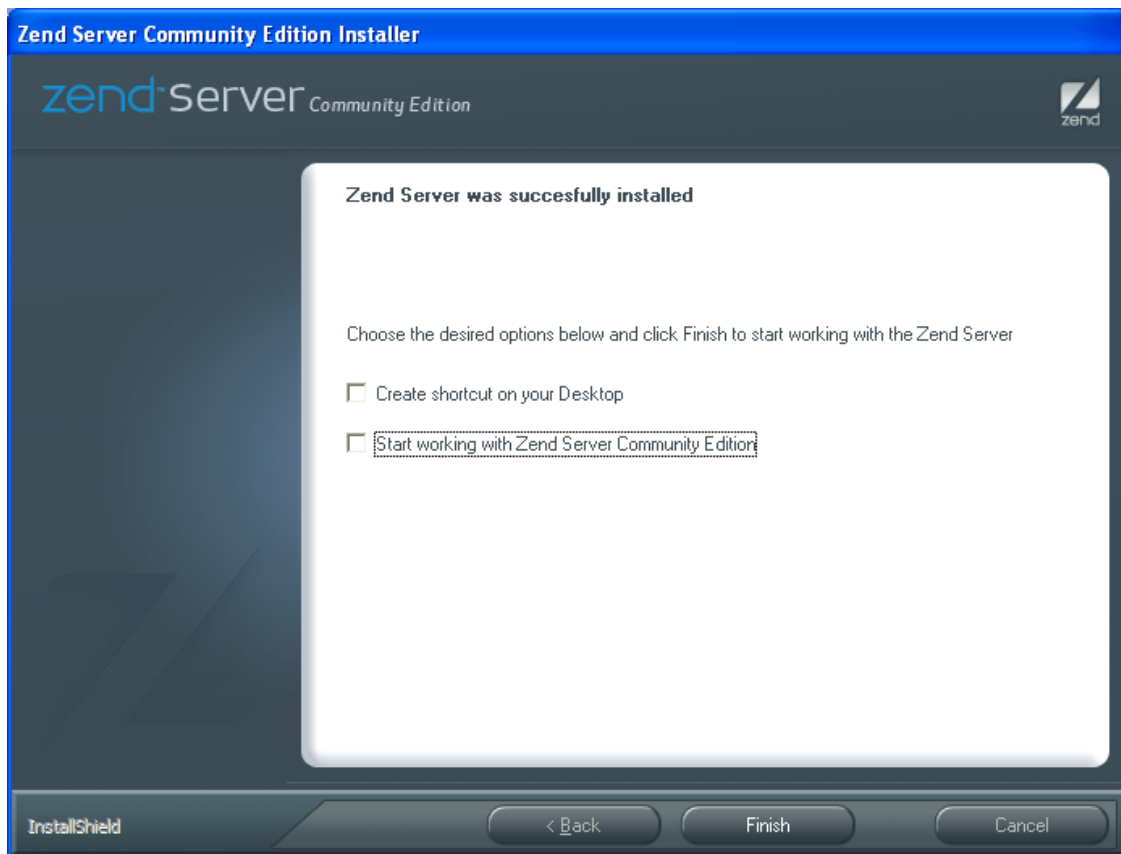 Zend Server Community Edition Installer
zend™ server Community Edition
zend
Zend Server was succesfully installed
Choose the desired options below and click Finish to start working with the Zend Server
Create shortcut on your Desktop
Start working with Zend Server Community Edition
InstallShield
< Back
Finish
Cancel